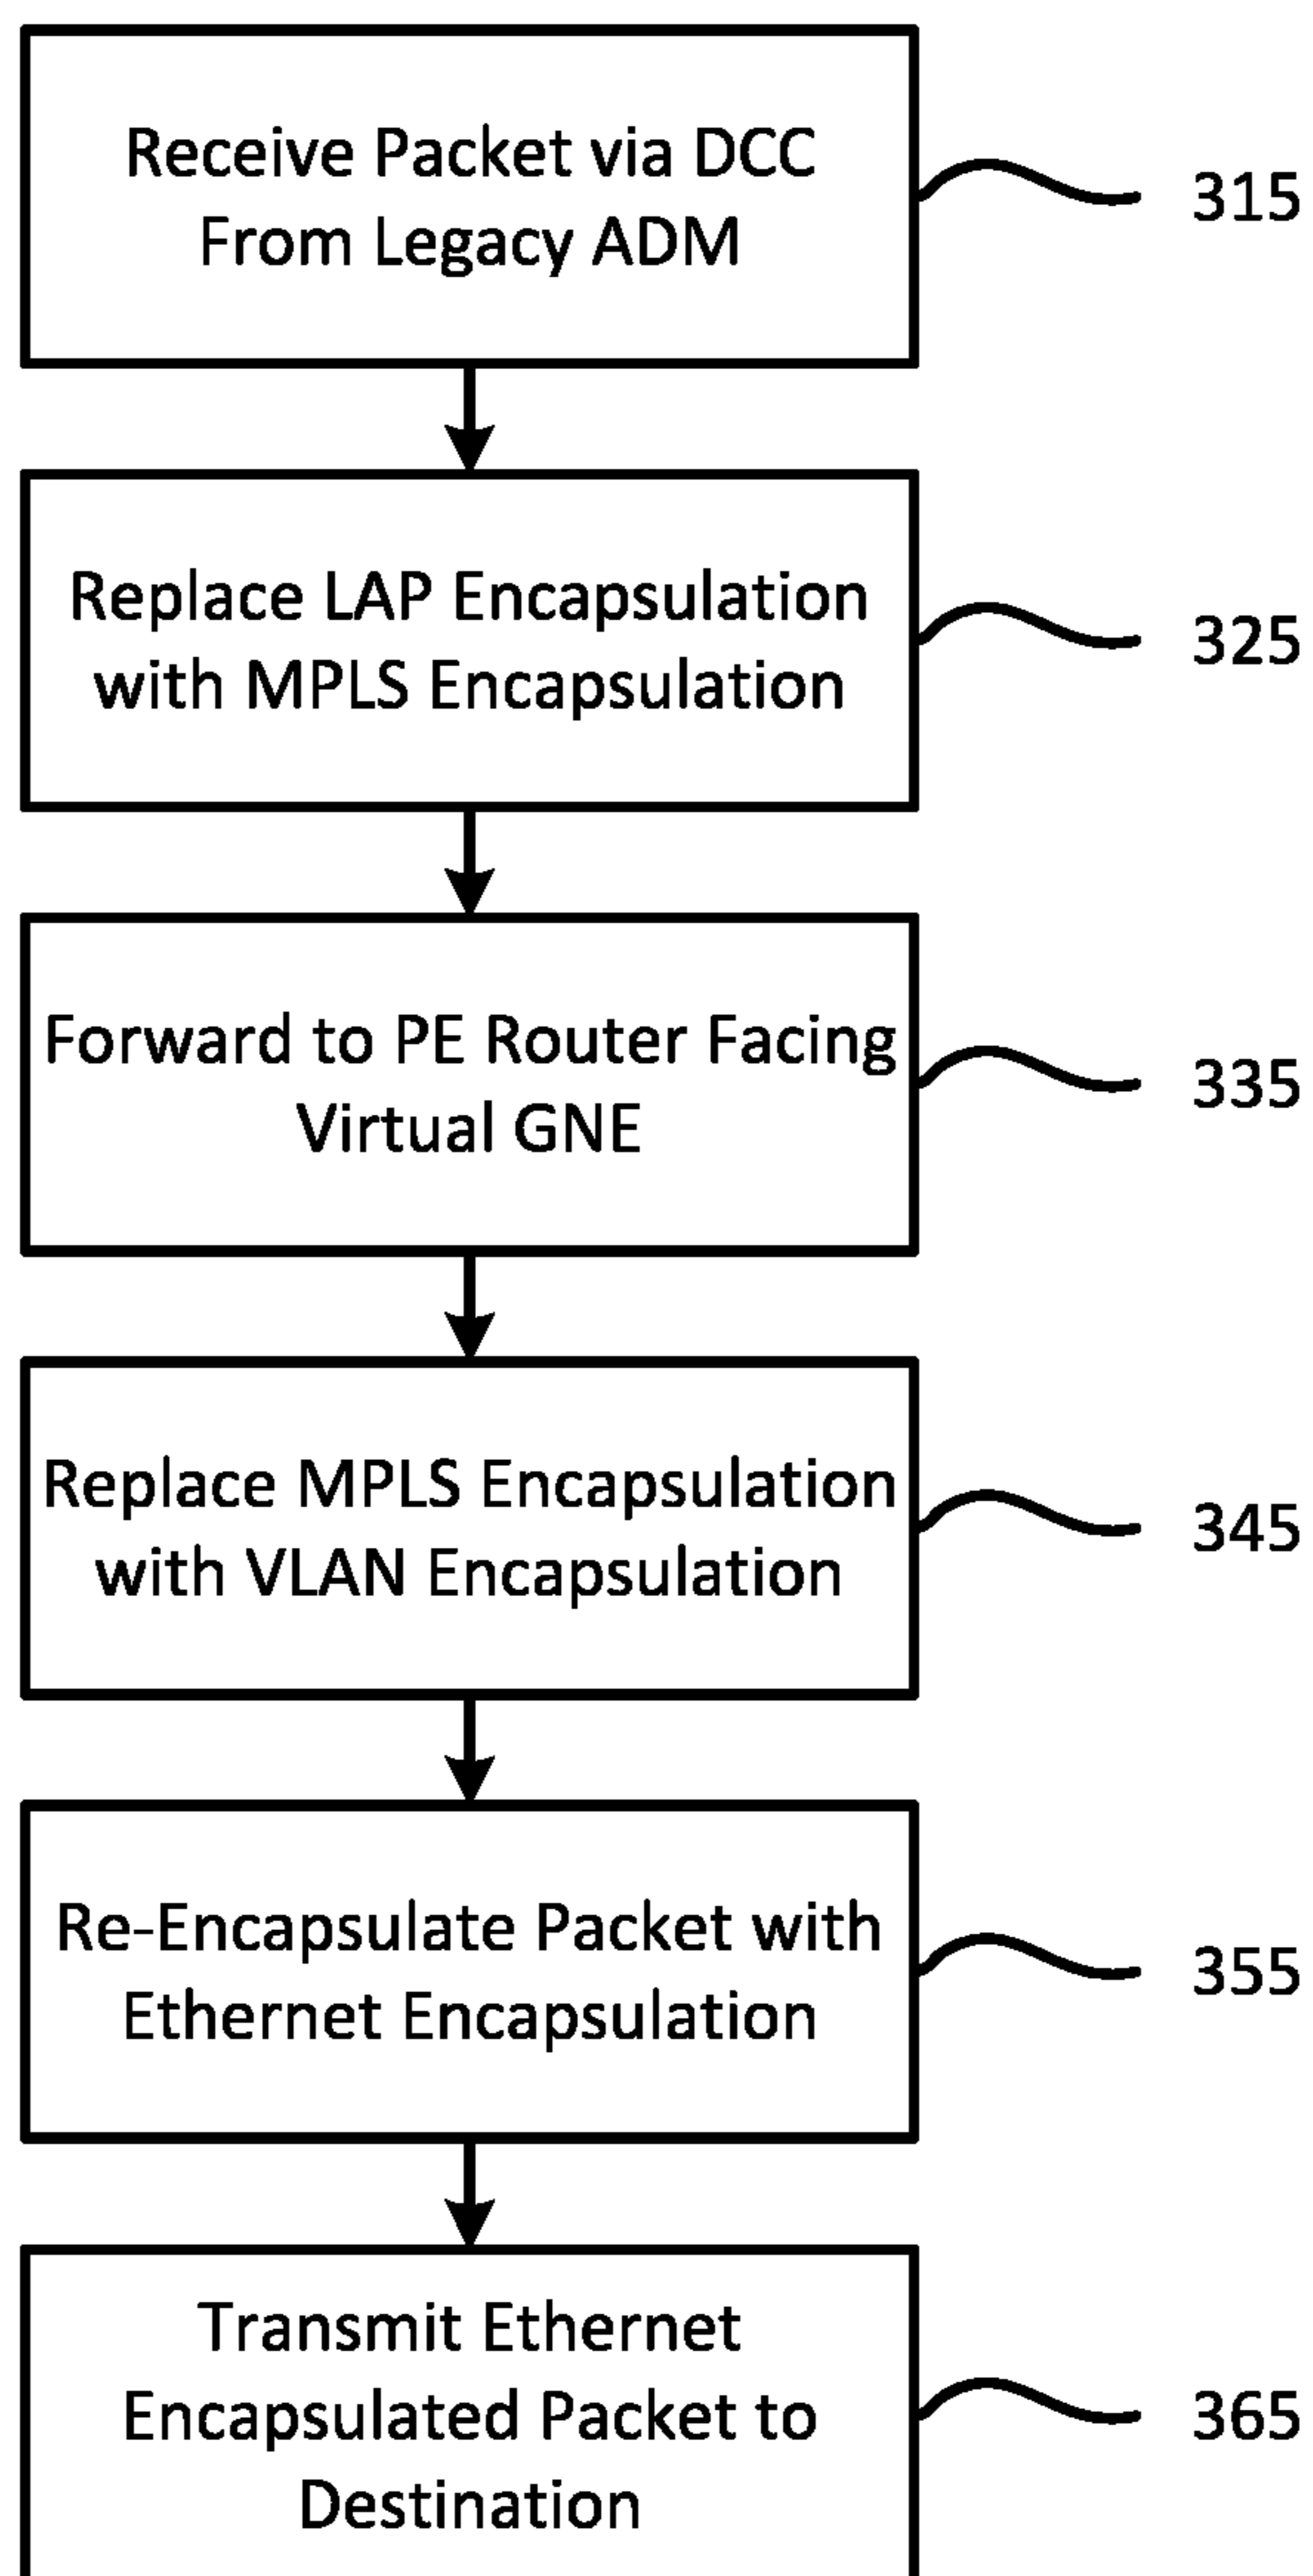 Receive Packet via DCC
From Legacy ADM
315
Replace LAP Encapsulation
with MPLS Encapsulation
325
Forward to PE Router Facing
Virtual GNE
335
Replace MPLS Encapsulation
with VLAN Encapsulation
345
Re-Encapsulate Packet with
Ethernet Encapsulation
355
Transmit Ethernet
Encapsulated Packet to
Destination
365